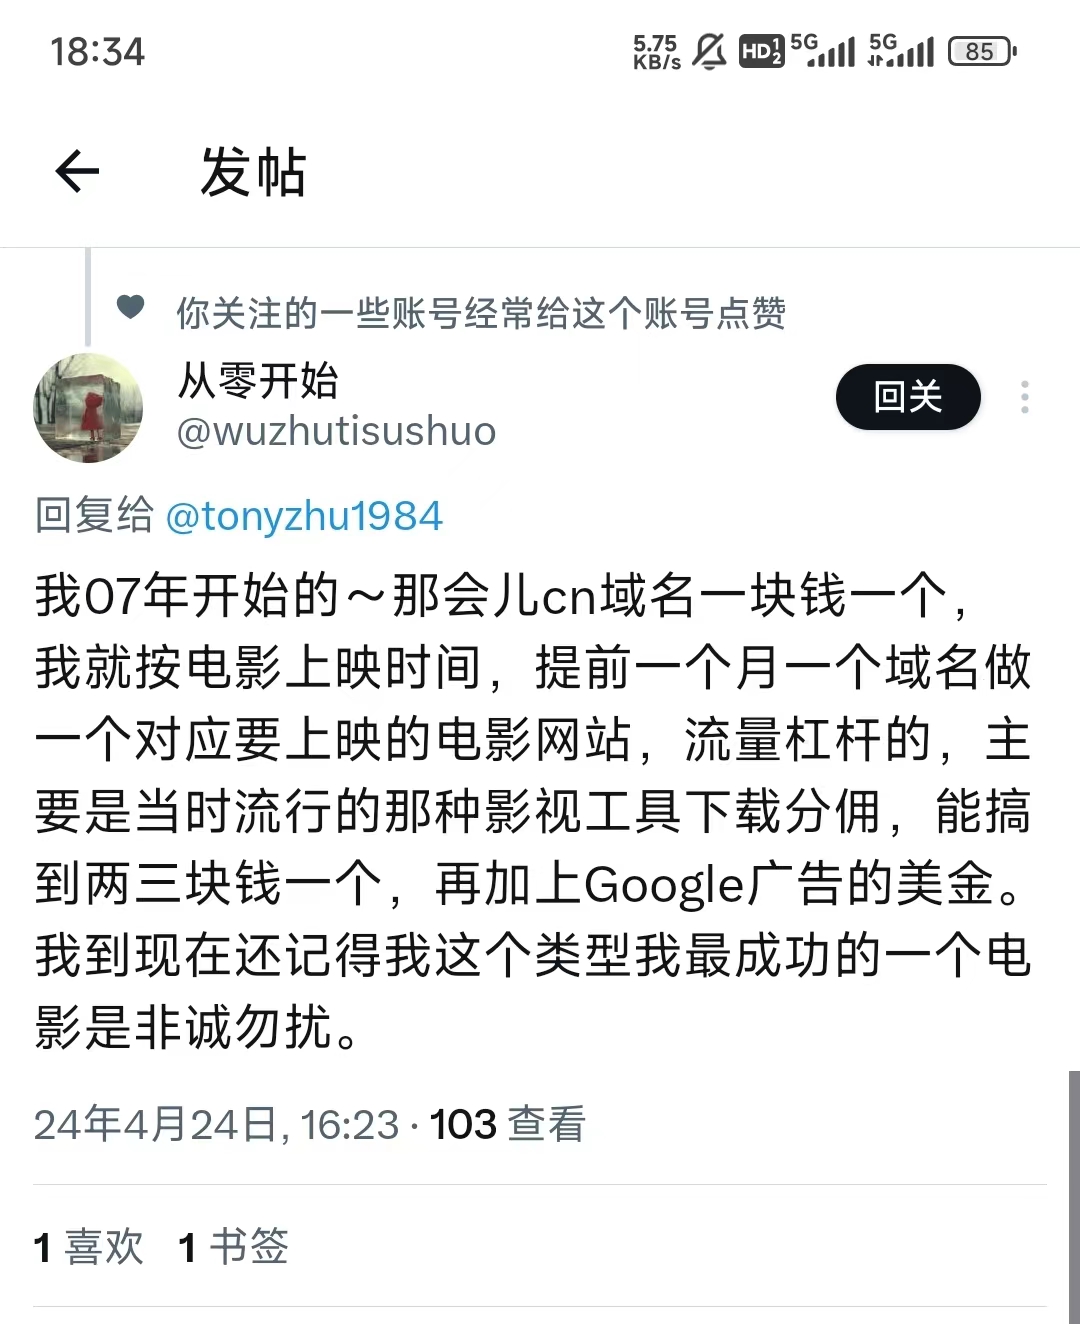 18:34
5.75 KB/s HD 1 2 5G 5G 85
发帖
你关注的一些账号经常给这个账号点赞
从零开始
@wuzhutisushuo
回关
回复给 @tonyzhu1984
我07年开始的～那会儿cn域名一块钱一个，
我就按电影上映时间，提前一个月一个域名做
一个对应要上映的电影网站，流量杠杆的，主
要是当时流行的那种影视工具下载分佣，能搞
到两三块钱一个，再加上Google广告的美金。
我到现在还记得我这个类型我最成功的一个电
影是非诚勿扰。
24年4月24日, 16:23 · 103 查看
1 喜欢 1 书签